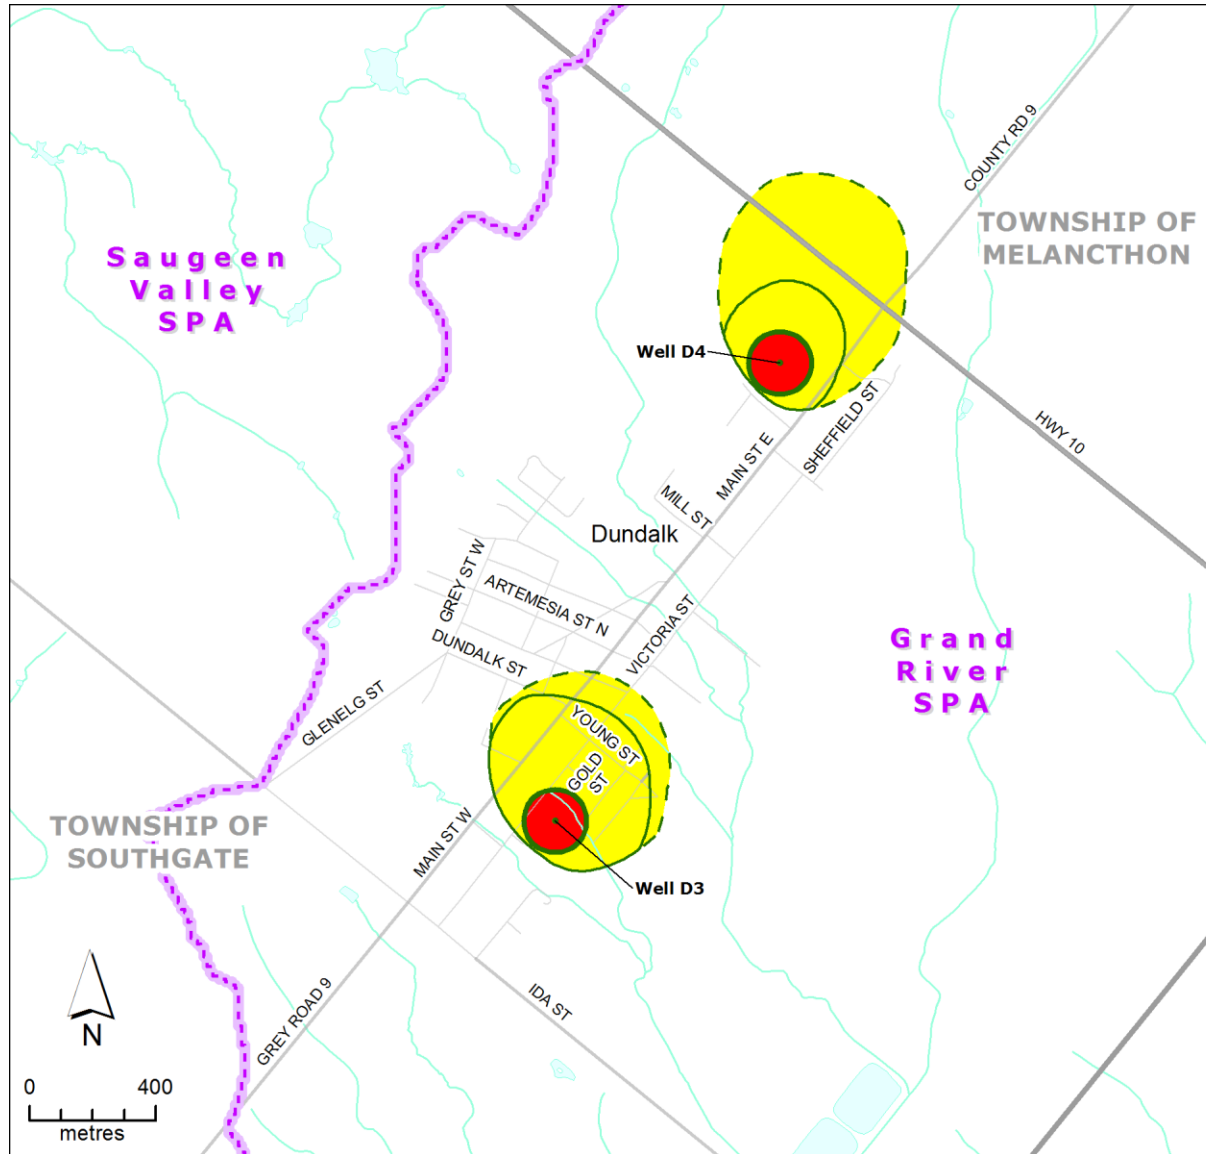 COUNTY RD 9
TOWNSHIP OF
MELANCTHON
Saugeen
Valley
SPA
Well D4
SHEFFIELD ST
HWY 10
MAIN ST E
MILL ST
Dundalk
GREY ST W
ARTEMESIA ST N
VICTORIA ST
DUNDALK ST
Grand
River
SPA
GLENELG ST
YOUNG ST
GOLD
ST
MAIN ST W
TOWNSHIP OF
SOUTHGATE
Well D3
GREY ROAD 9
IDA ST
N
0 400
metres